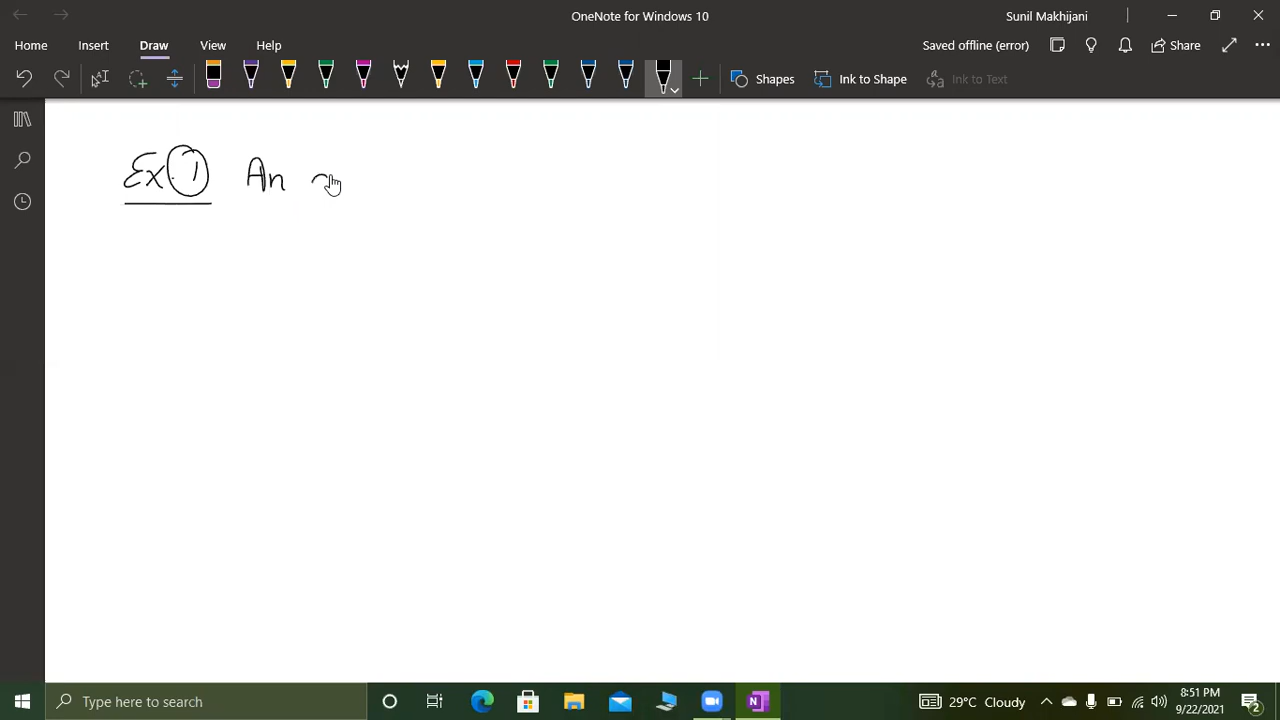 OneNote for Windows 10
Sunil Makhijani
Home Insert Draw View Help
Saved offline (error)
Share
Shapes
Ink to Shape
Ink to Text
Ex ① An
Type here to search
29°C Cloudy
8:51 PM
9/22/2021
2